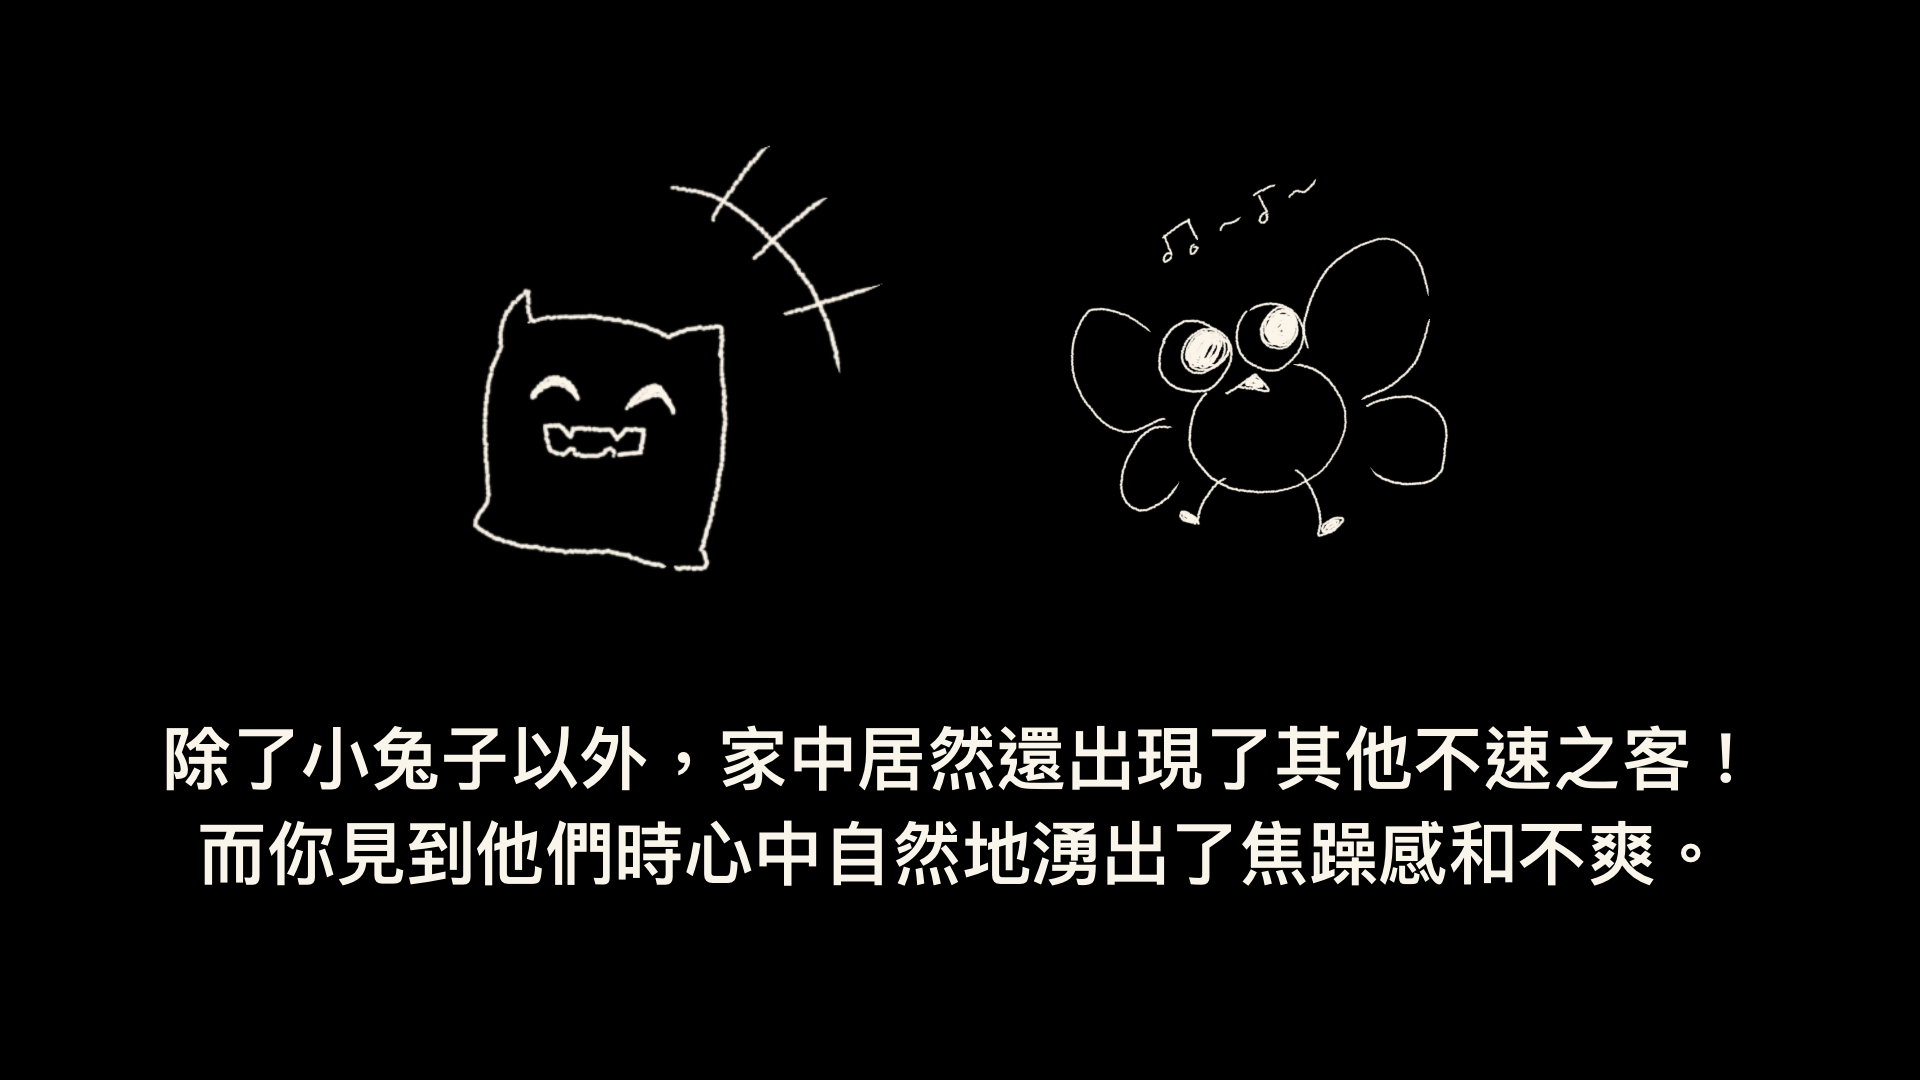 除了小兔子以外，家中居然還出現了其他不速之客！
而你見到他們時心中自然地湧出了焦躁感和不爽。